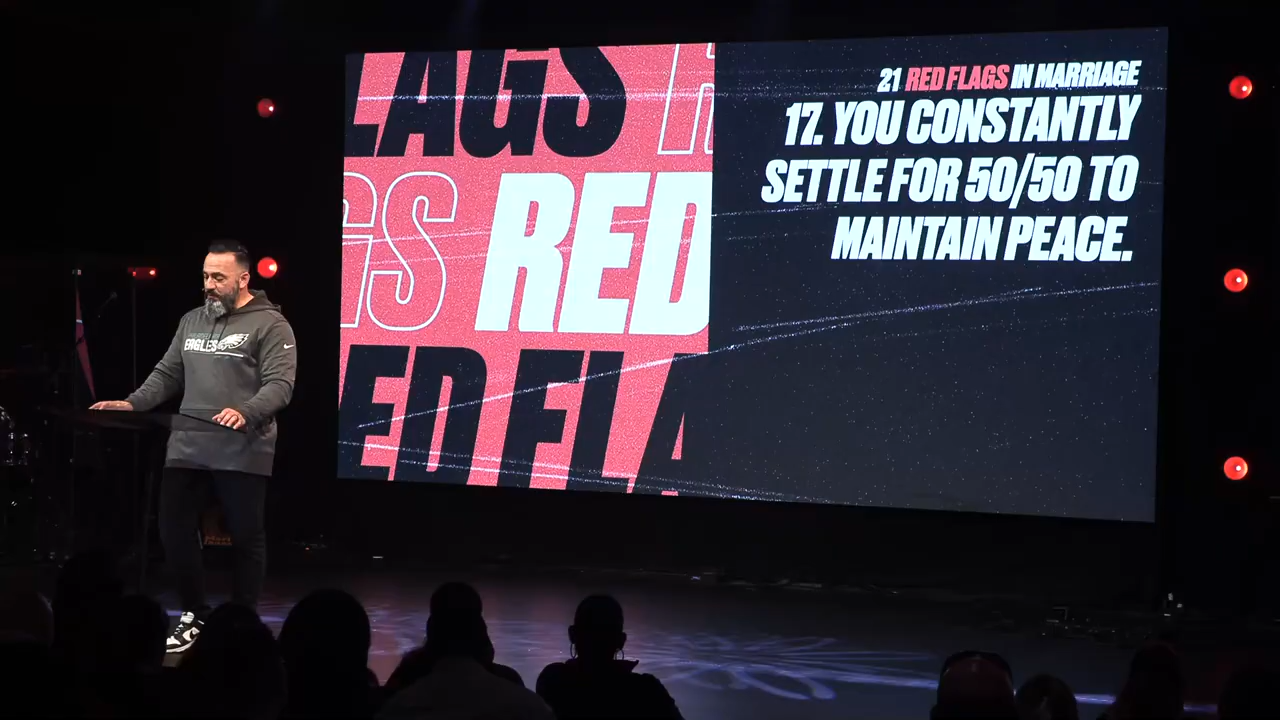 LAGS R
GS RED
ED FLA
21 RED FLAGS IN MARRIAGE
17. YOU CONSTANTLY
SETTLE FOR 50/50 TO
MAINTAIN PEACE.
EAGLES